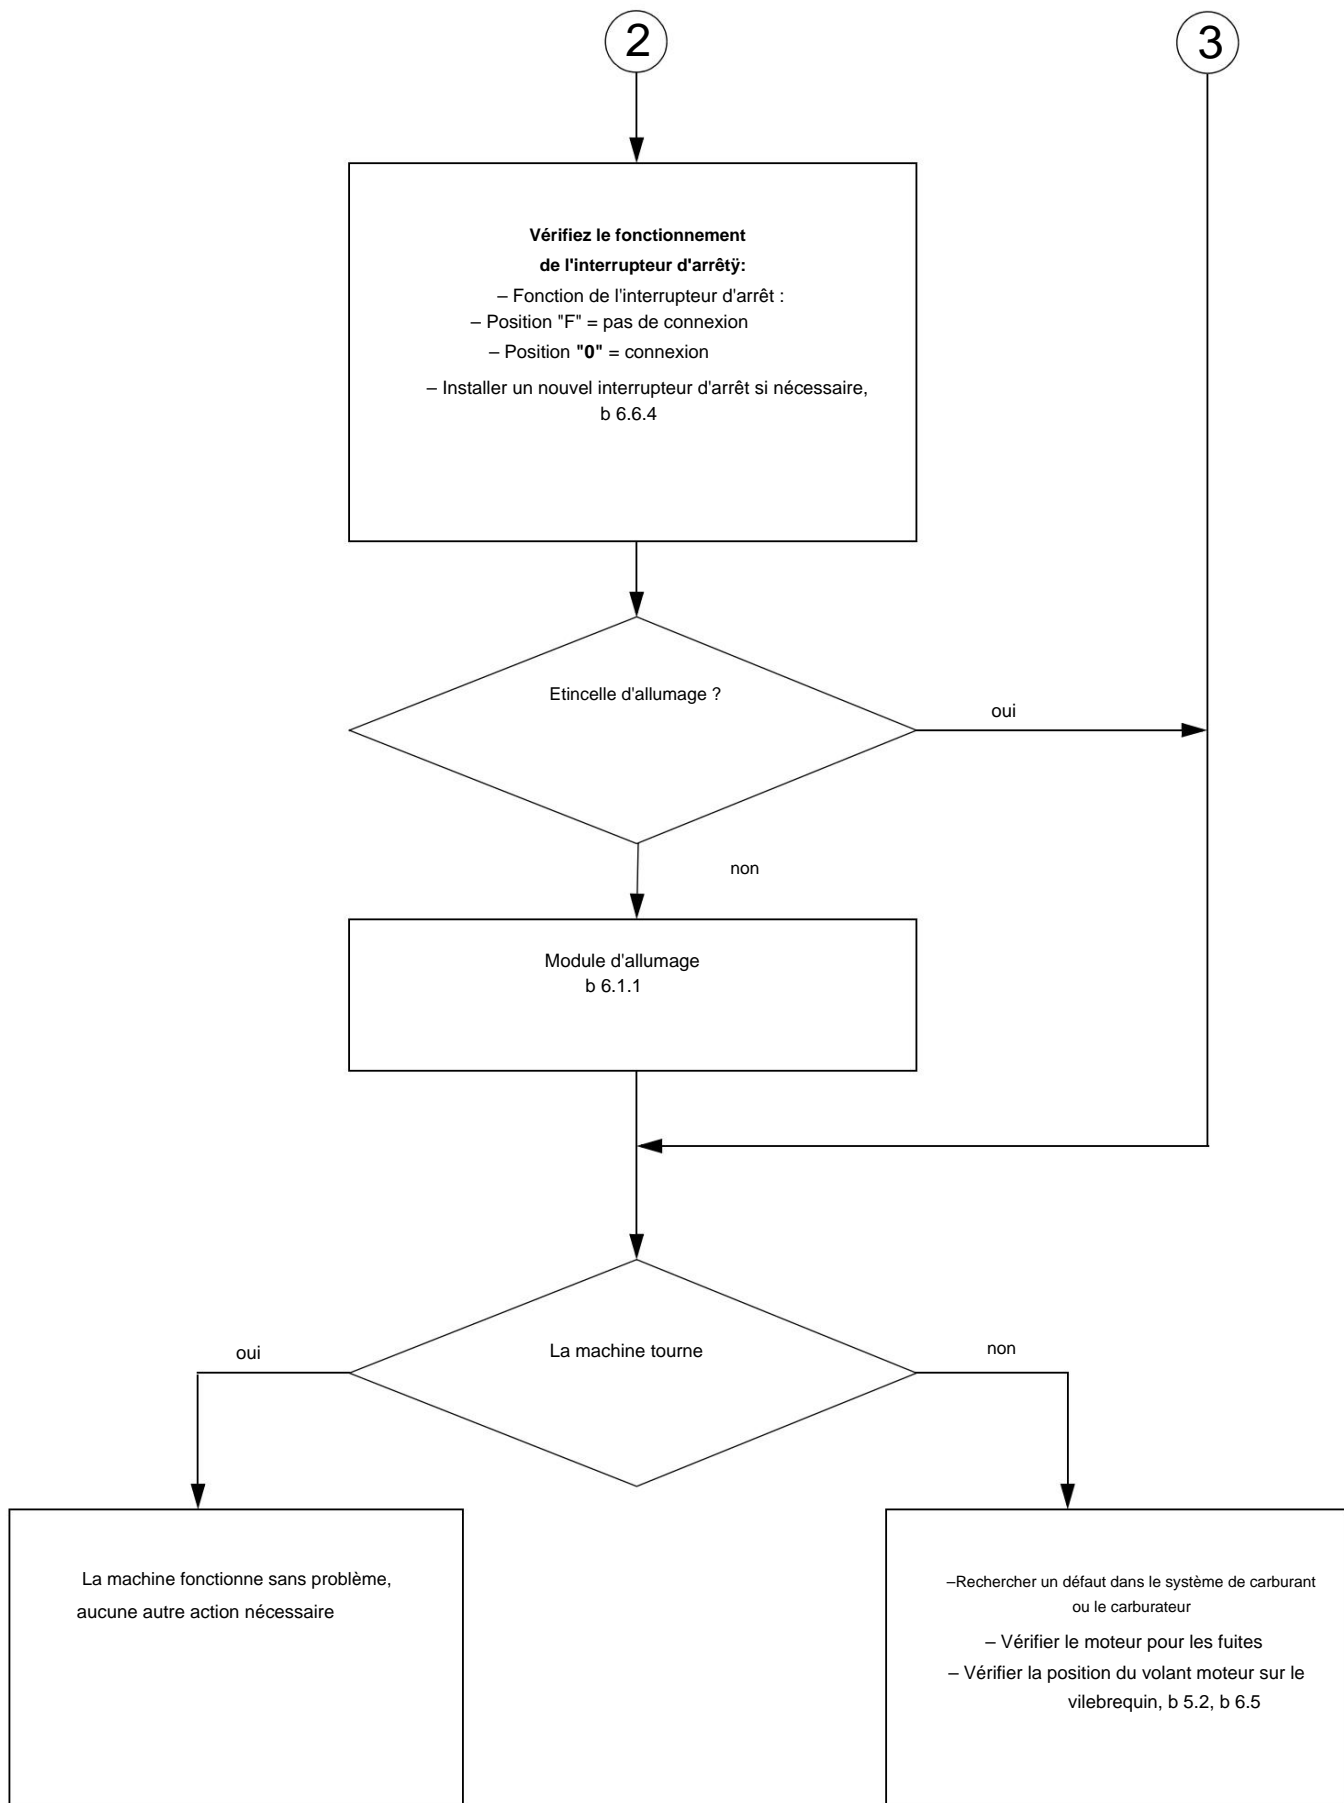 2
3
Vérifiez le fonctionnement
de l'interrupteur d'arrêtÿ:
– Fonction de l'interrupteur d'arrêt :
– Position "F" = pas de connexion
– Position "0" = connexion
– Installer un nouvel interrupteur d'arrêt si nécessaire,
b 6.6.4
Etincelle d'allumage ?
oui
non
Module d'allumage
b 6.1.1
La machine tourne
oui
non
La machine fonctionne sans problème,
aucune autre action nécessaire
–Rechercher un défaut dans le système de carburant
ou le carburateur
– Vérifier le moteur pour les fuites
– Vérifier la position du volant moteur sur le
vilebrequin, b 5.2, b 6.5